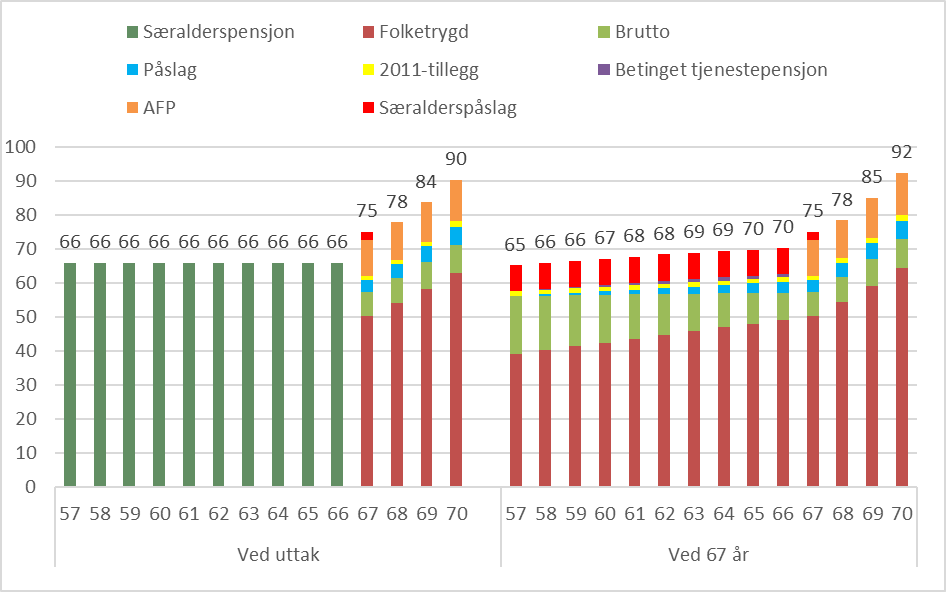 Særalderspensjon Folketrygd Brutto
Påslag 2011-tillegg Betinget tjenestepensjon
AFP Særalderspåslag
100
90
80
70
60
50
40
30
20
10
0
66 66 66 66 66 66 66 66 66 66 75 78 84 90
65 66 66 67 68 68 69 69 70 70 75 78 85 92
57 58 59 60 61 62 63 64 65 66 67 68 69 70 57 58 59 60 61 62 63 64 65 66 67 68 69 70
Ved uttak Ved 67 år